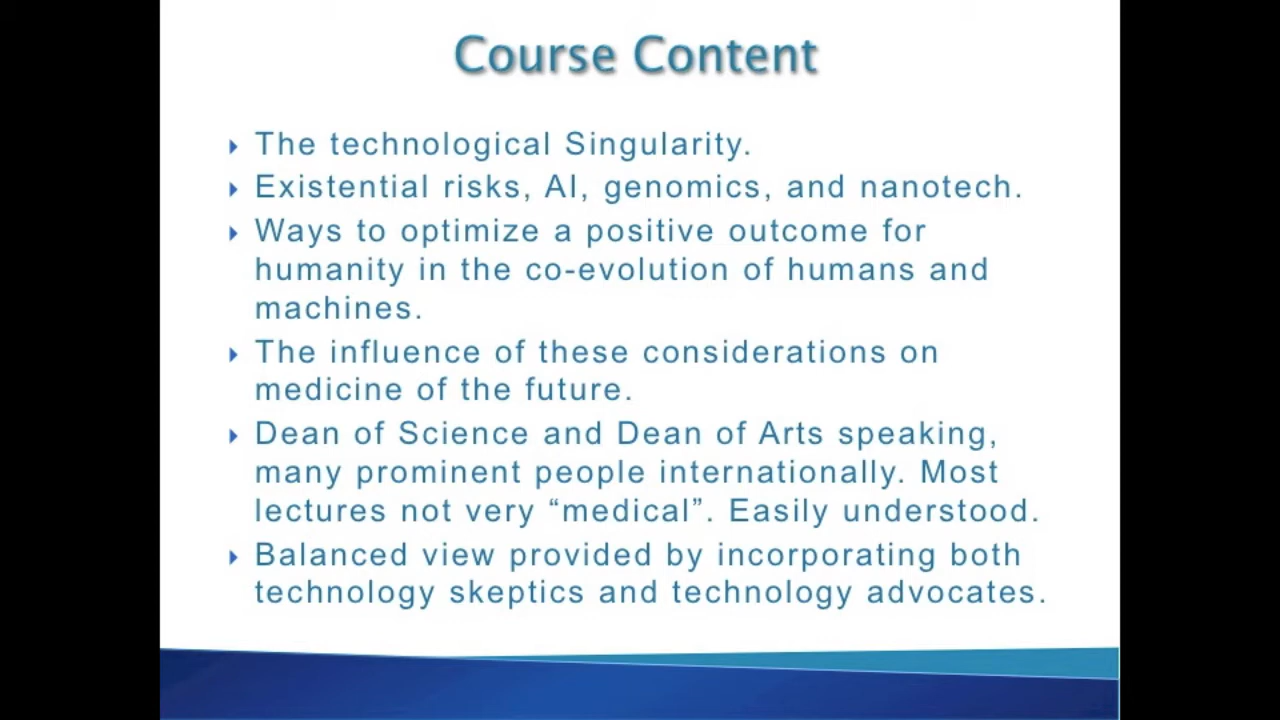 Course Content
The technological Singularity.
Existential risks, AI, genomics, and nanotech.
Ways to optimize a positive outcome for
humanity in the co-evolution of humans and
machines.
The influence of these considerations on
medicine of the future.
Dean of Science and Dean of Arts speaking,
many prominent people internationally. Most
lectures not very “medical”. Easily understood.
Balanced view provided by incorporating both
technology skeptics and technology advocates.